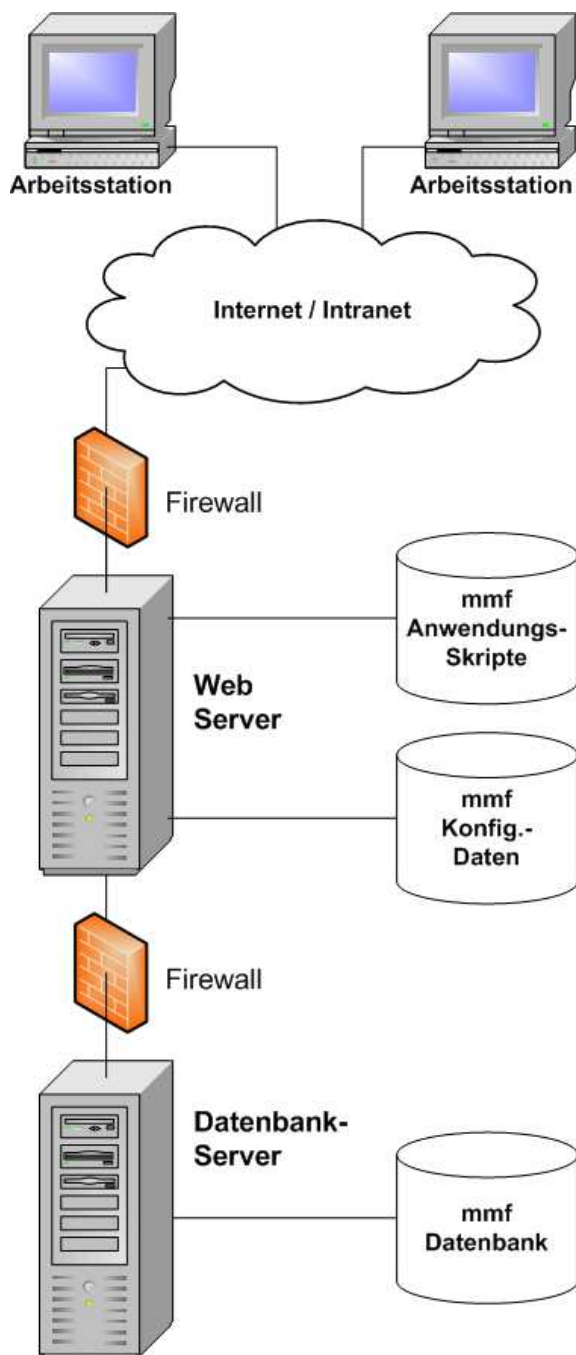 Arbeitsstation
Arbeitsstation
Internet / Intranet
Firewall
mmf
Anwendungs-
Skripte
Web
Server
mmf
Konfig.-
Daten
Firewall
Datenbank-
Server
mmf
Datenbank